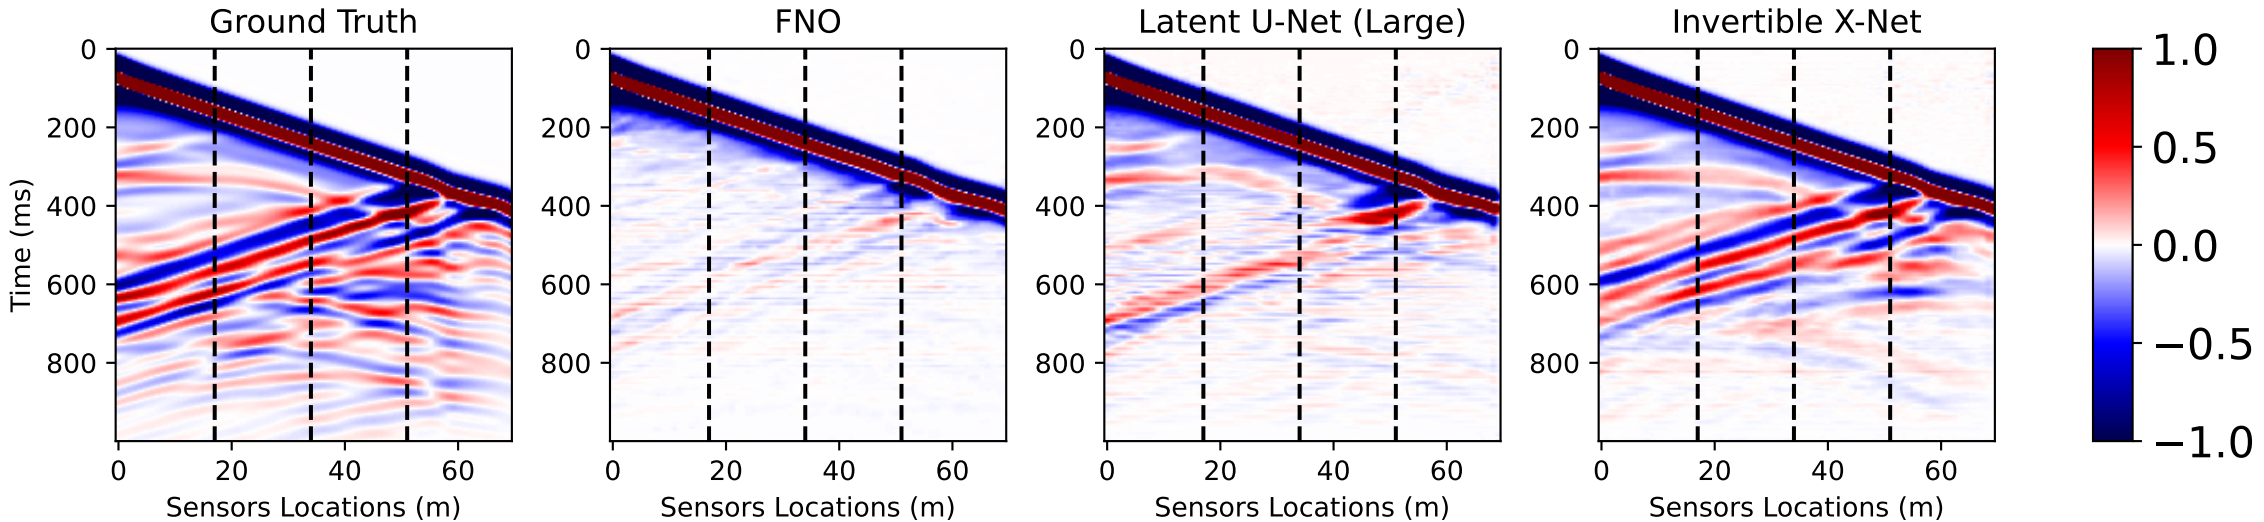 Ground Truth
FNO
Latent U-Net (Large)
Invertible X-Net
Time (ms)
0
200
400
600
800
0
200
400
600
800
0
200
400
600
800
0
200
400
600
800
1.0
0.5
0.0
−0.5
−1.0
0 20 40 60
0 20 40 60
0 20 40 60
0 20 40 60
Sensors Locations (m)
Sensors Locations (m)
Sensors Locations (m)
Sensors Locations (m)